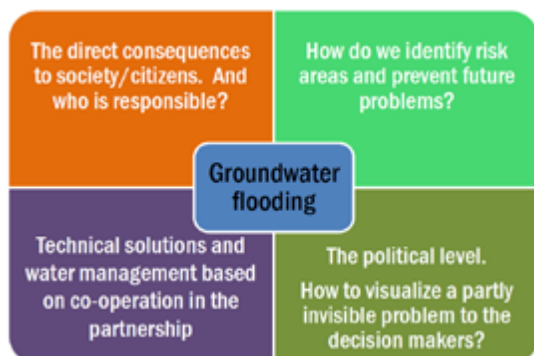 The direct consequences
to society/citizens.  And
who is responsible?
How do we identify risk
areas and prevent future
problems?
Groundwater
flooding
Technical solutions and
water management based
on co-operation in the
partnership
The political level.
How to visualize a partly
invisible problem to the
decision makers?